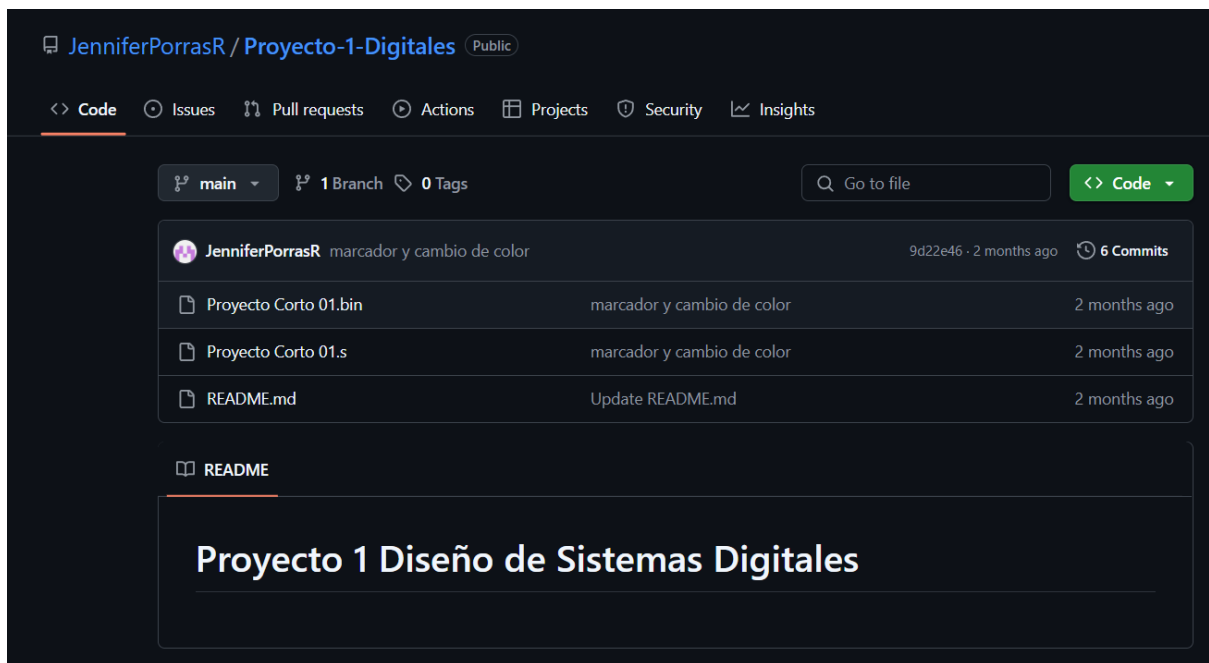 JenniferPorrasR / Proyecto-1-Digitales Public
Code Issues Pull requests Actions Projects Security Insights
main 1 Branch 0 Tags Go to file Code
JenniferPorrasR marcador y cambio de color 9d22e46 · 2 months ago 6 Commits
Proyecto Corto 01.bin marcador y cambio de color 2 months ago
Proyecto Corto 01.s marcador y cambio de color 2 months ago
README.md Update README.md 2 months ago
README
Proyecto 1 Diseño de Sistemas Digitales